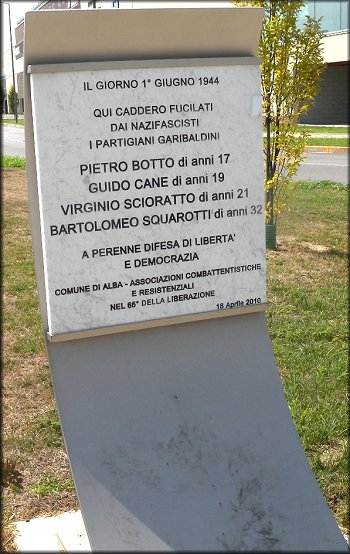 IL GIORNO 1° GIUGNO 1944
QUI CADDERO FUCILATI
DAI NAZIFASCISTI
I PARTIGIANI GARIBALDINI
PIETRO BOTTO di anni 17
GUIDO CANE di anni 19
VIRGINIO SCIORATTO di anni 21
BARTOLOMEO SQUAROTTI di anni 32
A PERENNE DIFESA DI LIBERTA'
E DEMOCRAZIA
COMUNE DI ALBA - ASSOCIAZIONI COMBATTENTISTICHE
E RESISTENZIALI
NEL 65° DELLA LIBERAZIONE
18 Aprile 2010